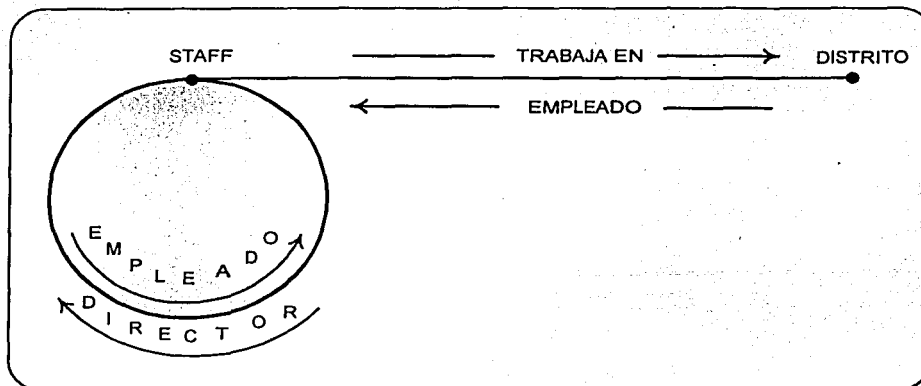 STAFF TRABAJA EN DISTRITO
EMPLEADO
EMPLEADO
DIRECTOR